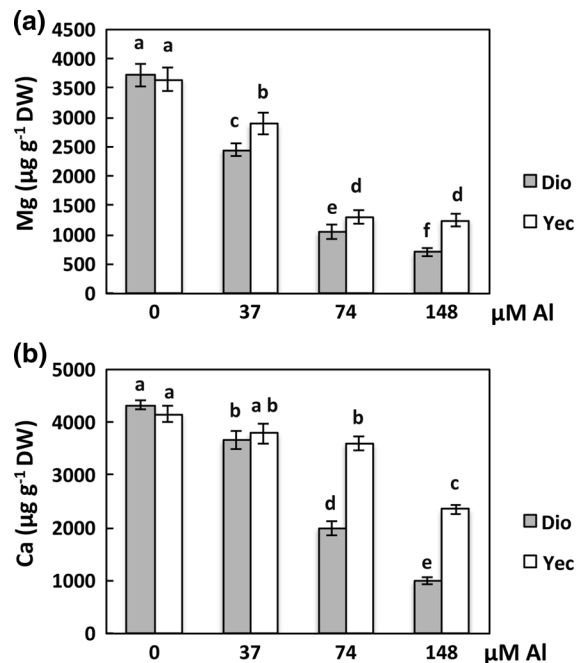 (a)
Mg (µg g⁻¹ DW)
4500
4000
3500
3000
2500
2000
1500
1000
500
0
a a
c b
e d
f d
Dio
Yec
0 37 74 148 µM Al
(b)
Ca (µg g⁻¹ DW)
5000
4000
3000
2000
1000
0
a a
b a b
d b
e c
Dio
Yec
0 37 74 148 µM Al